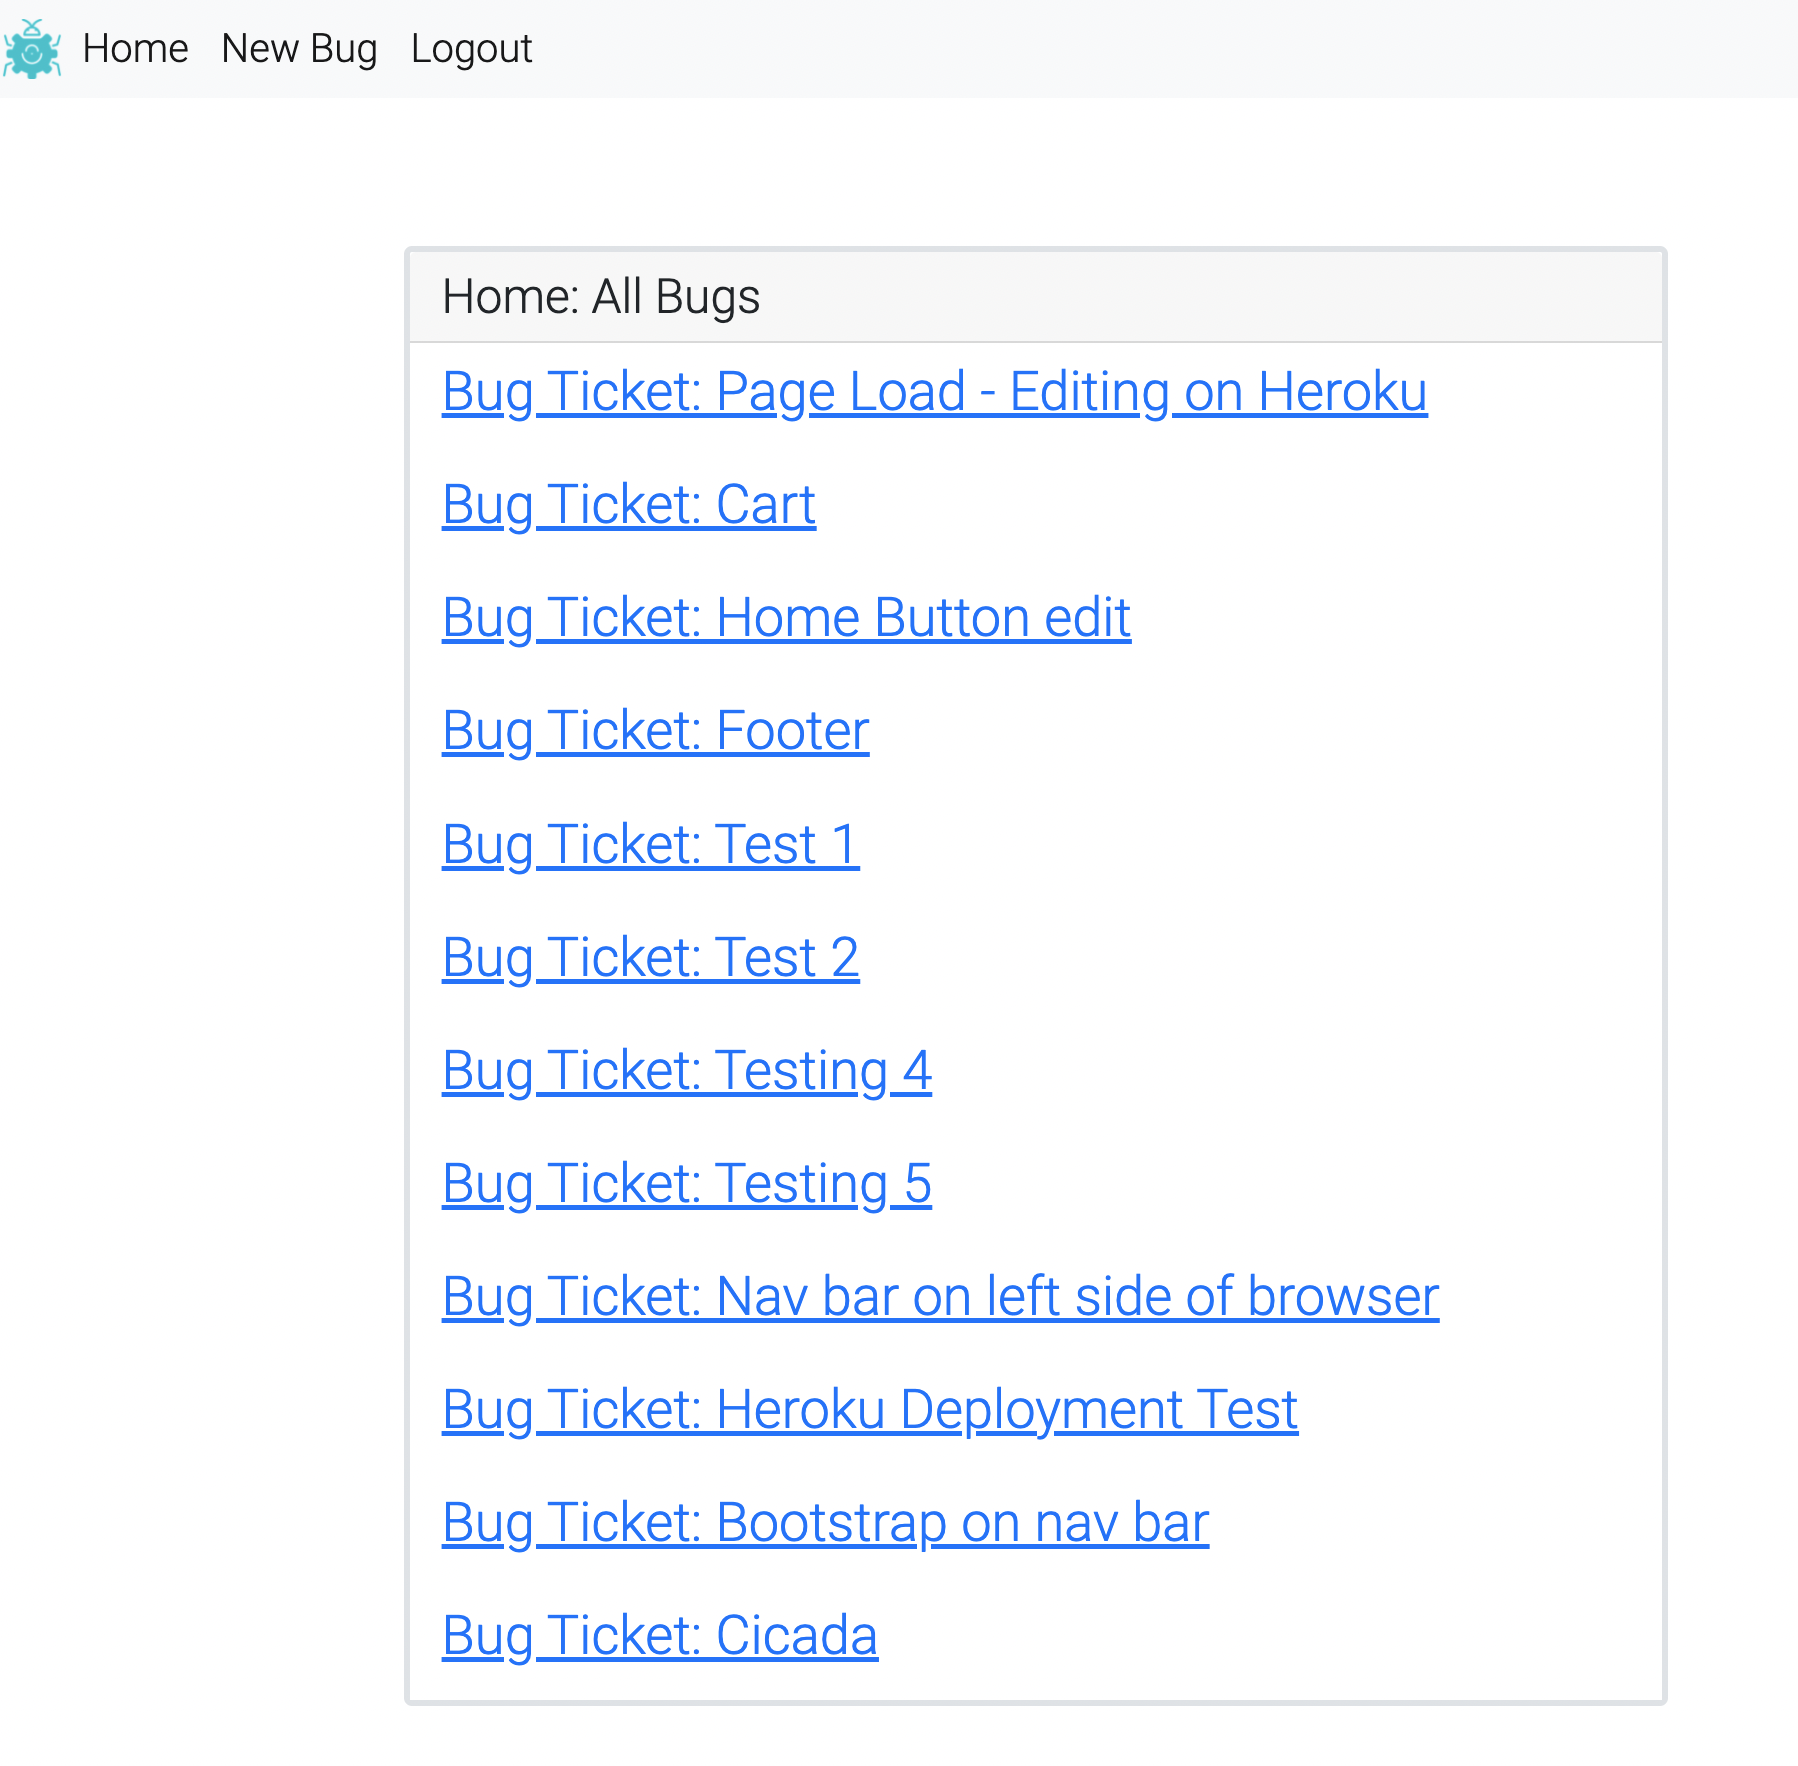 Home New Bug Logout
Home: All Bugs
Bug Ticket: Page Load - Editing on Heroku
Bug Ticket: Cart
Bug Ticket: Home Button edit
Bug Ticket: Footer
Bug Ticket: Test 1
Bug Ticket: Test 2
Bug Ticket: Testing 4
Bug Ticket: Testing 5
Bug Ticket: Nav bar on left side of browser
Bug Ticket: Heroku Deployment Test
Bug Ticket: Bootstrap on nav bar
Bug Ticket: Cicada